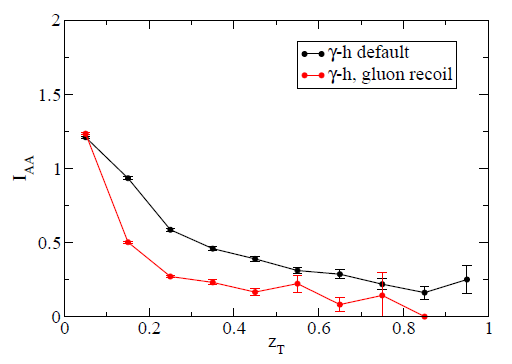 2
γ-h default
γ-h, gluon recoil
1.5
1
I_AA
0.5
0
0 0.2 0.4 0.6 0.8 1
z_T